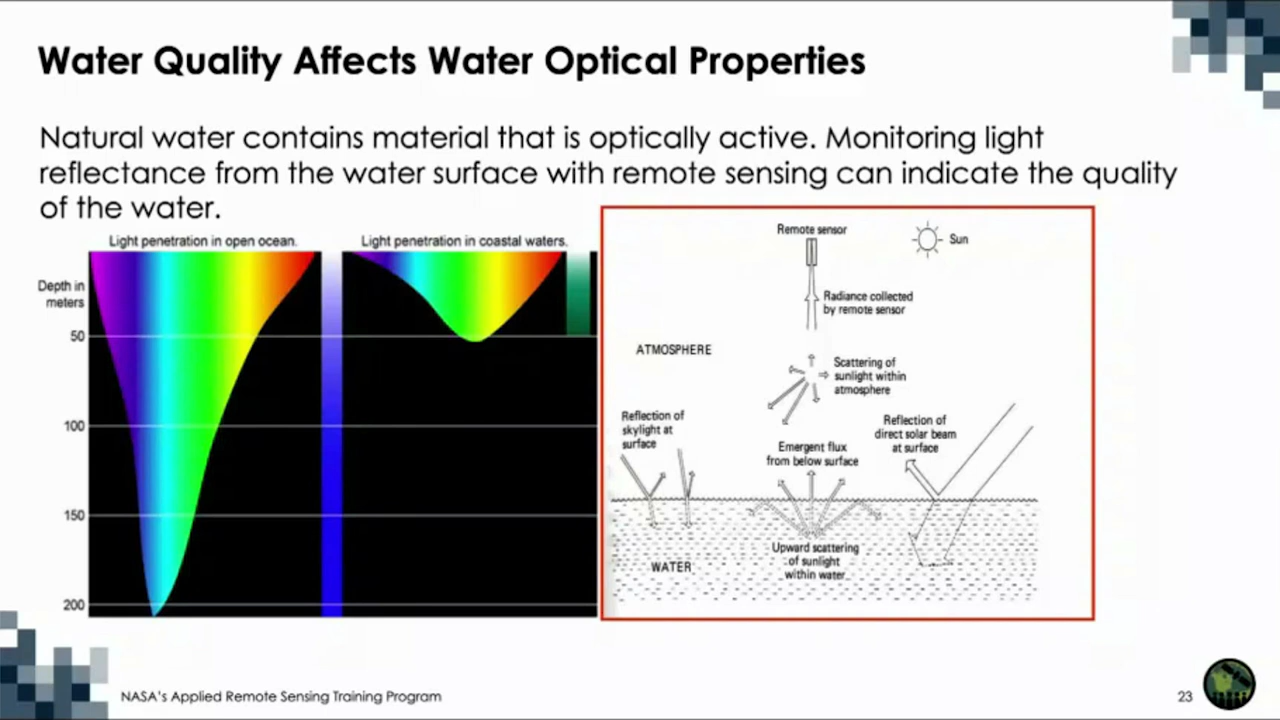 Water Quality Affects Water Optical Properties
Natural water contains material that is optically active. Monitoring light
reflectance from the water surface with remote sensing can indicate the quality
of the water.
Light penetration in open ocean.
Light penetration in coastal waters.
Depth in
meters
50
100
150
200
Remote sensor
Sun
Radiance collected
by remote sensor
ATMOSPHERE
Scattering of
sunlight within
atmosphere
Reflection of
skylight at
surface
Emergent flux
from below surface
Reflection of
direct solar beam
at surface
WATER
Upward scattering
of sunlight
within water
NASA's Applied Remote Sensing Training Program
23